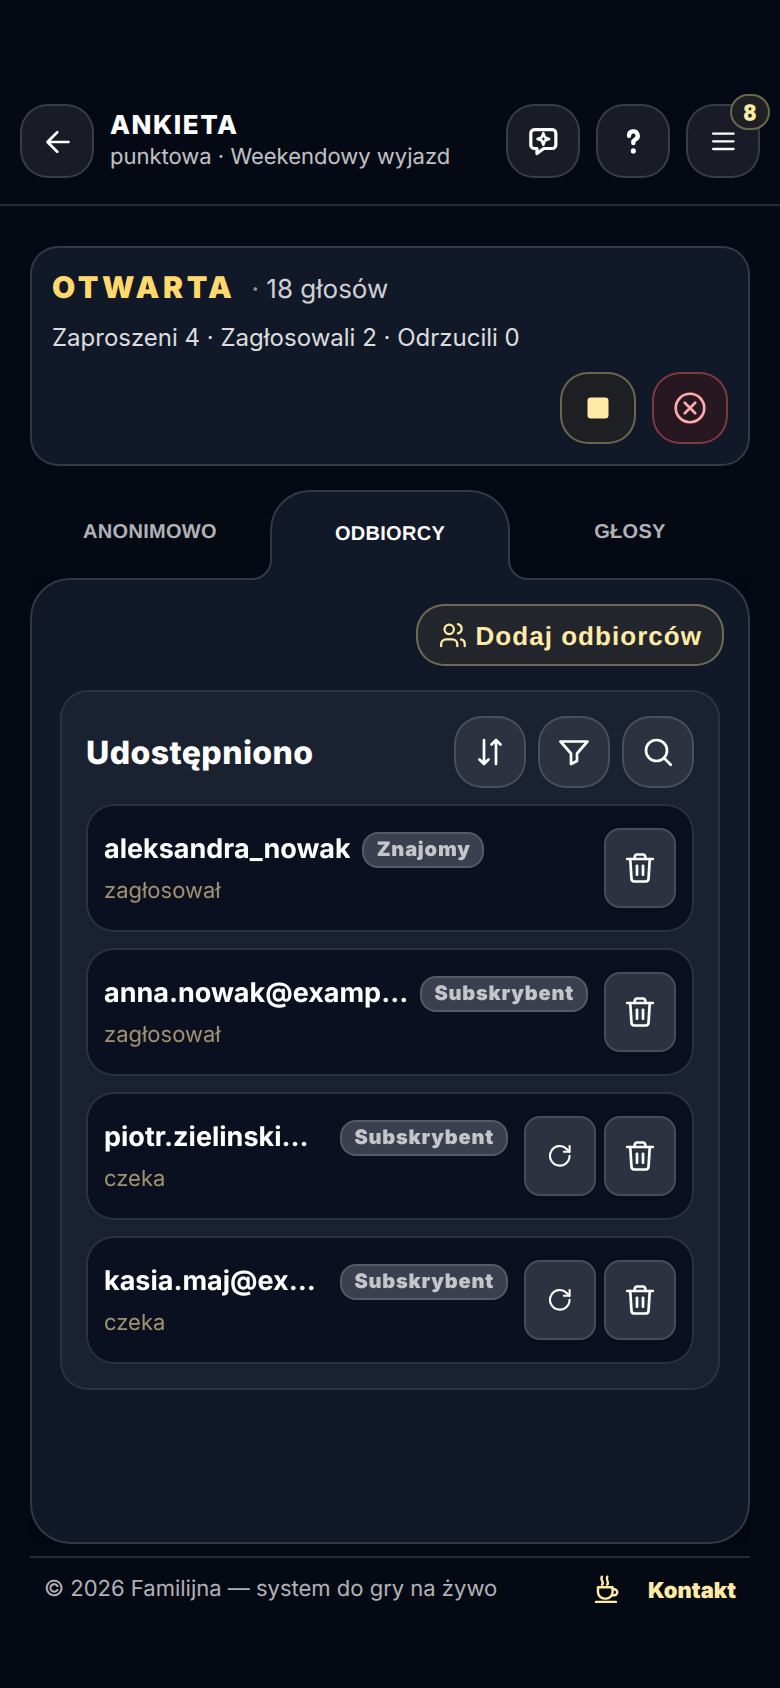 ANKIETA
punktowa · Weekendowy wyjazd
?
8
OTWARTA · 18 głosów
Zaproszeni 4 · Zagłosowali 2 · Odrzucili 0
ANONIMOWO
ODBIORCY
GŁOSY
Dodaj odbiorców
Udostępniono
aleksandra_nowak Znajomy
zagłosował
anna.nowak@examp... Subskrybent
zagłosował
piotr.zielinski... Subskrybent
czeka
kasia.maj@ex... Subskrybent
czeka
© 2026 Familijna — system do gry na żywo
Kontakt